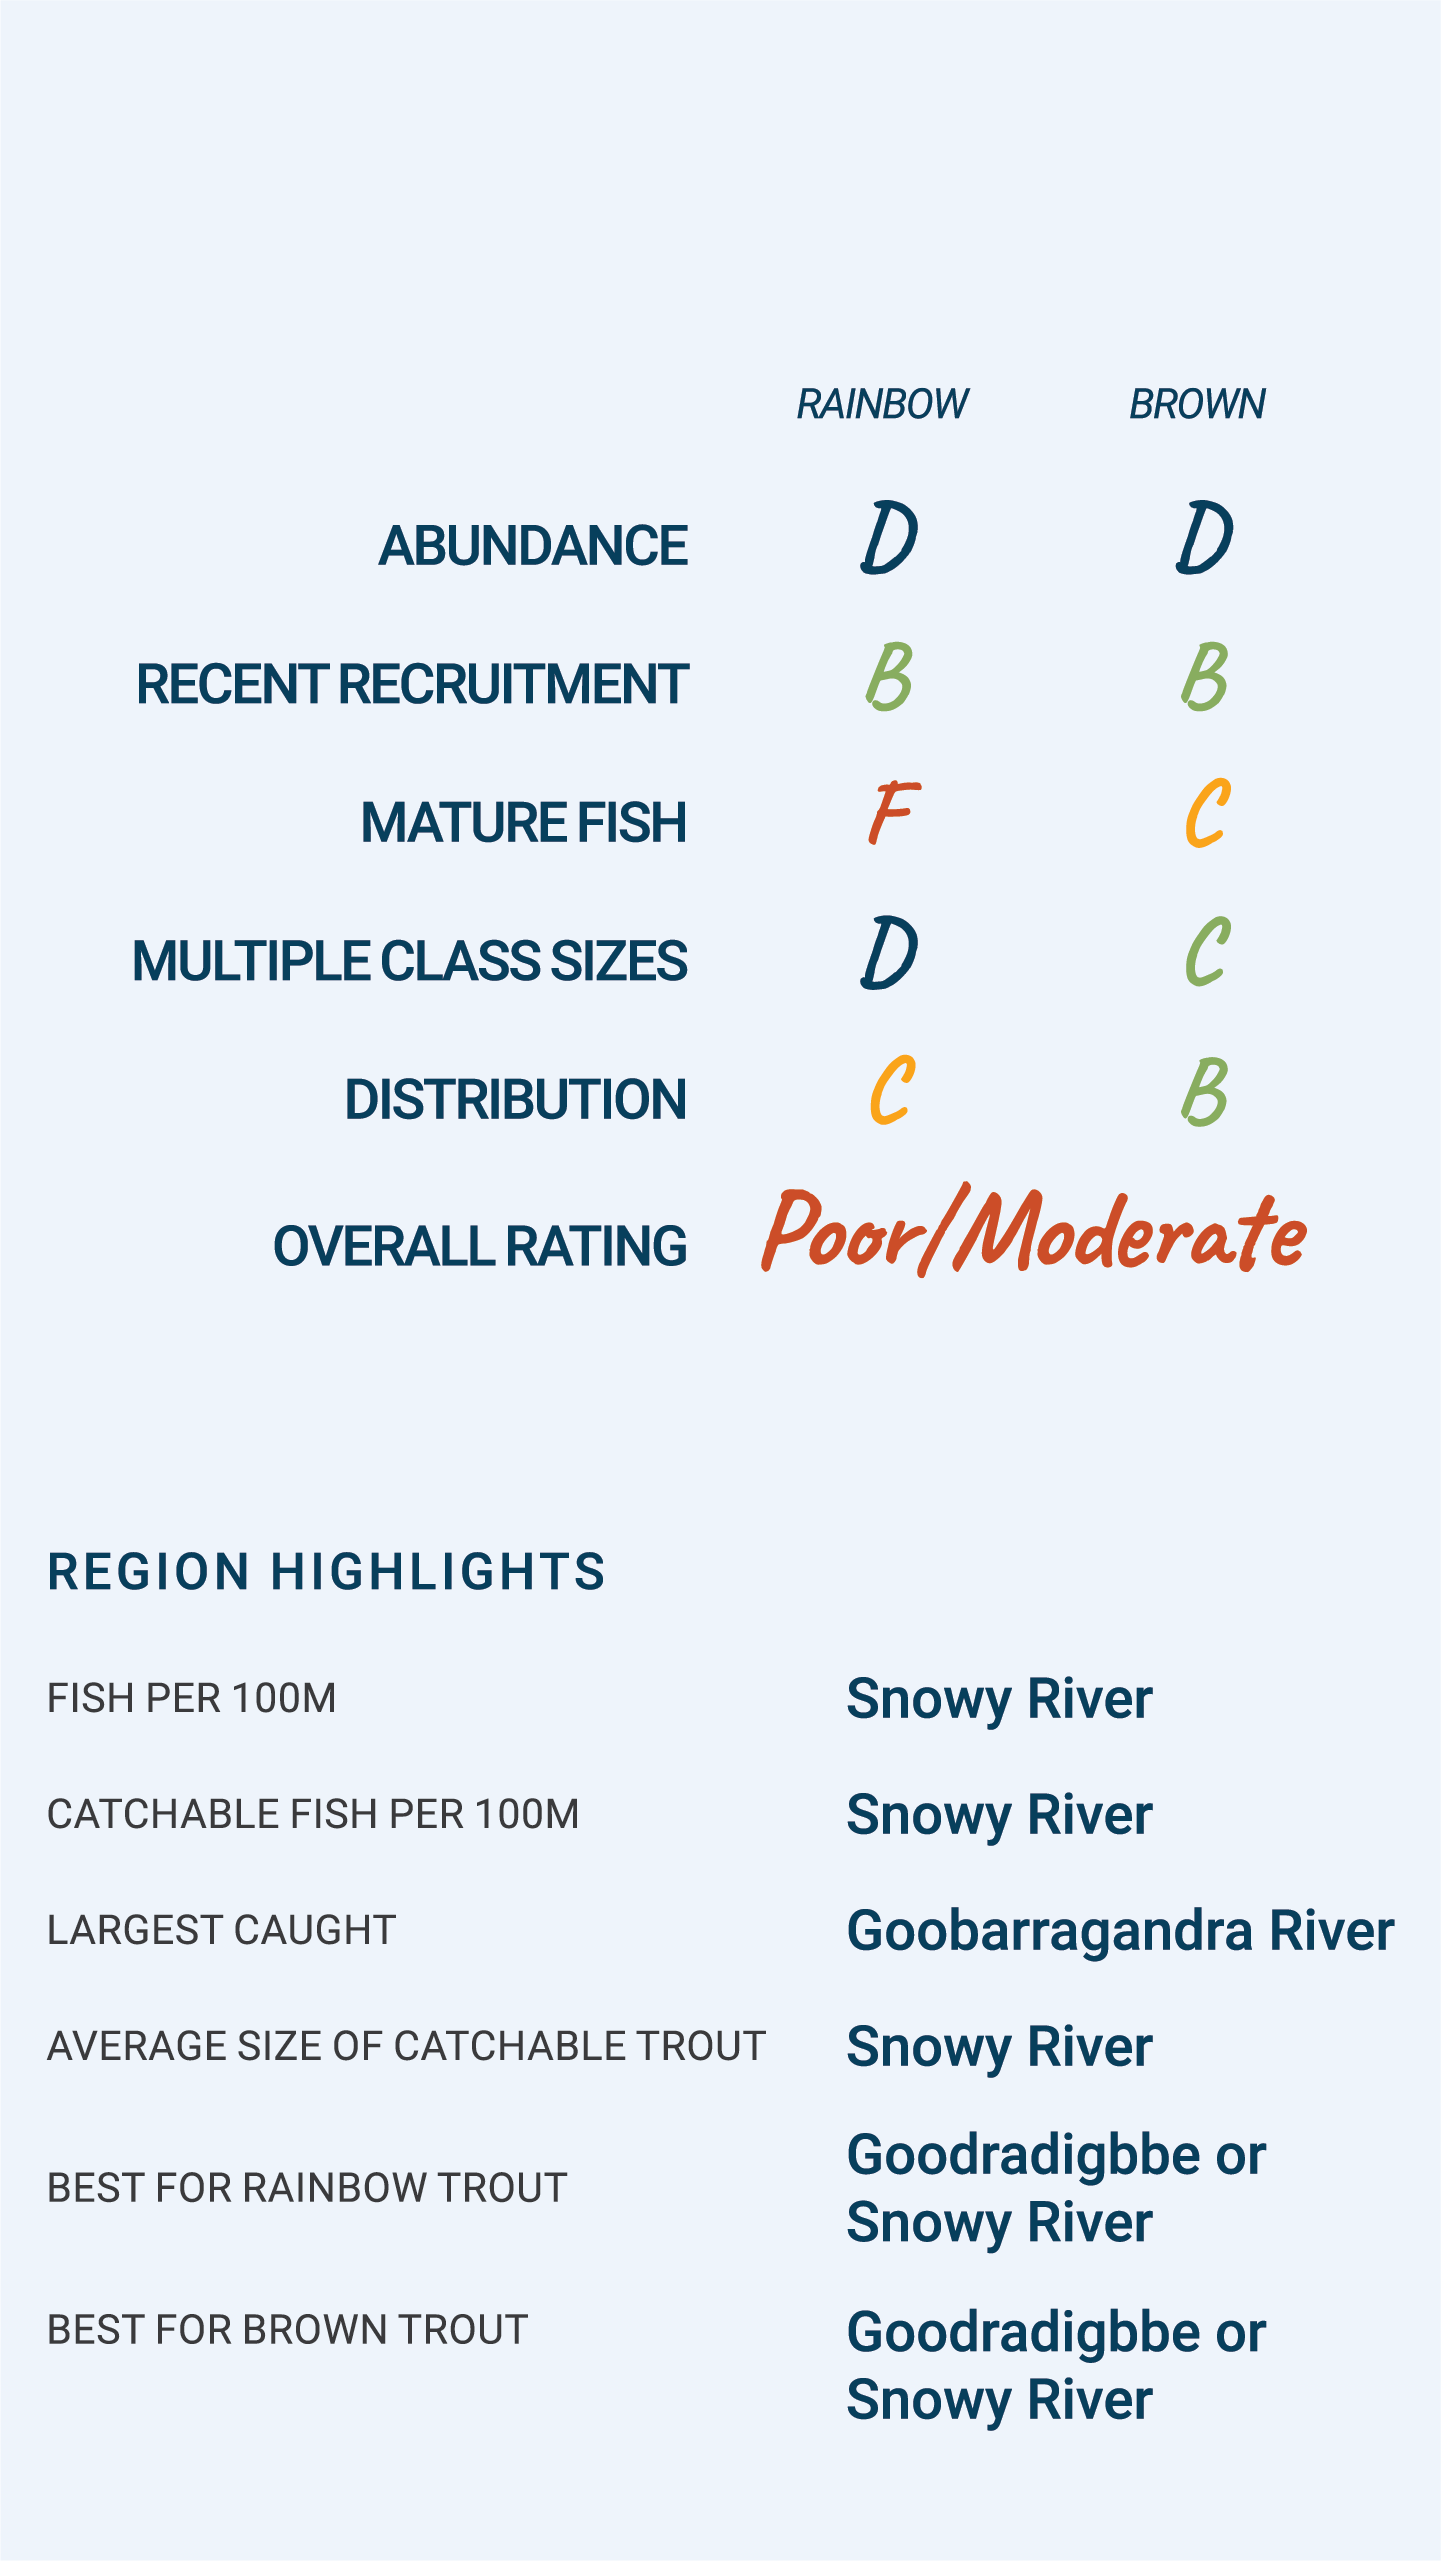 RAINBOW BROWN
ABUNDANCE D D
RECENT RECRUITMENT B B
MATURE FISH F C
MULTIPLE CLASS SIZES D C
DISTRIBUTION C B
OVERALL RATING Poor/Moderate
REGION HIGHLIGHTS
FISH PER 100M Snowy River
CATCHABLE FISH PER 100M Snowy River
LARGEST CAUGHT Goobarragandra River
AVERAGE SIZE OF CATCHABLE TROUT Snowy River
BEST FOR RAINBOW TROUT Goodradigbbe or
Snowy River
BEST FOR BROWN TROUT Goodradigbbe or
Snowy River